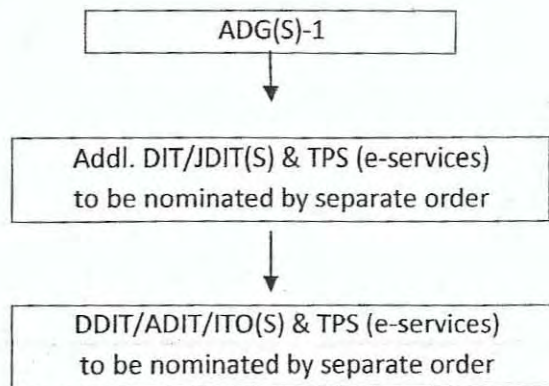 ADG(S)-1
Addl. DIT/JDIT(S) & TPS (e-services)
to be nominated by separate order
DDIT/ADIT/ITO(S) & TPS (e-services)
to be nominated by separate order